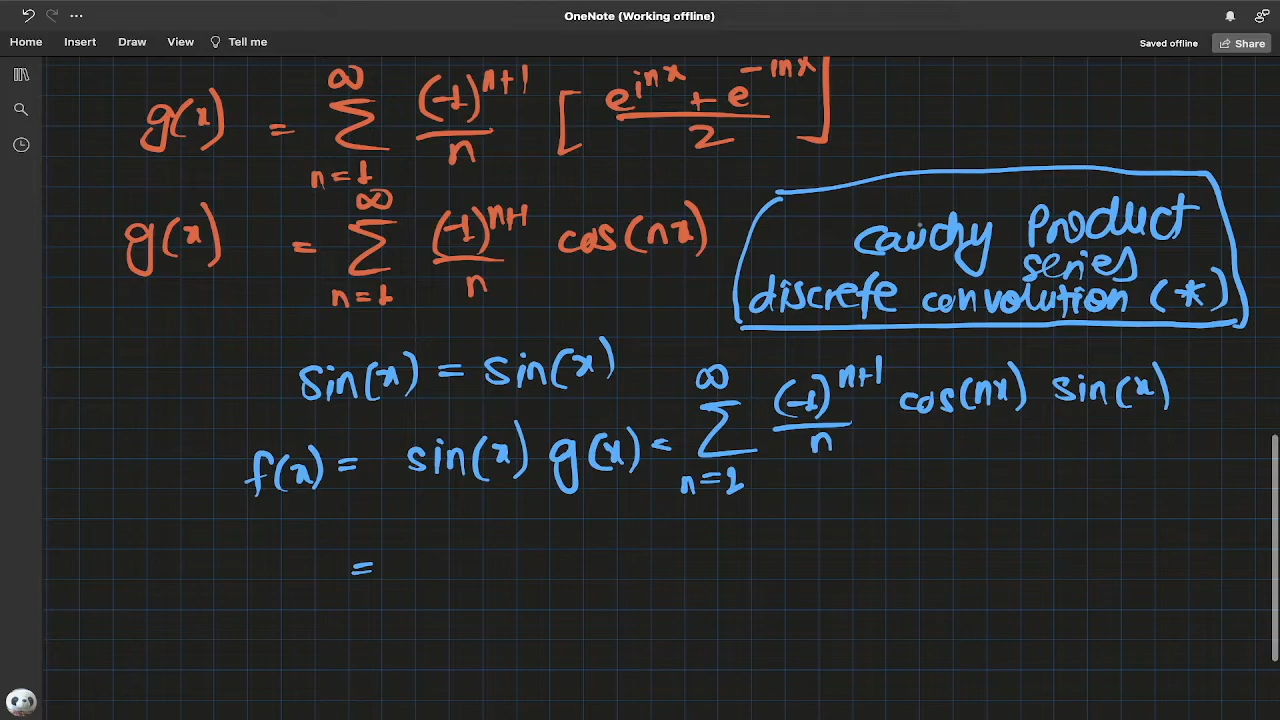 OneNote (Working offline)
Home Insert Draw View Tell me Saved offline Share
g(x) = ∑_{n=1}^{∞} (-1)^{n+1}/n [ (e^{inx} + e^{-inx})/2 ]
g(x) = ∑_{n=1}^{∞} (-1)^{n+1}/n cos(nx)
cauchy product
series
discrete convolution (*)
sin(x) = sin(x)
f(x) = sin(x) g(x) = ∑_{n=1}^{∞} (-1)^{n+1}/n cos(nx) sin(x)
=